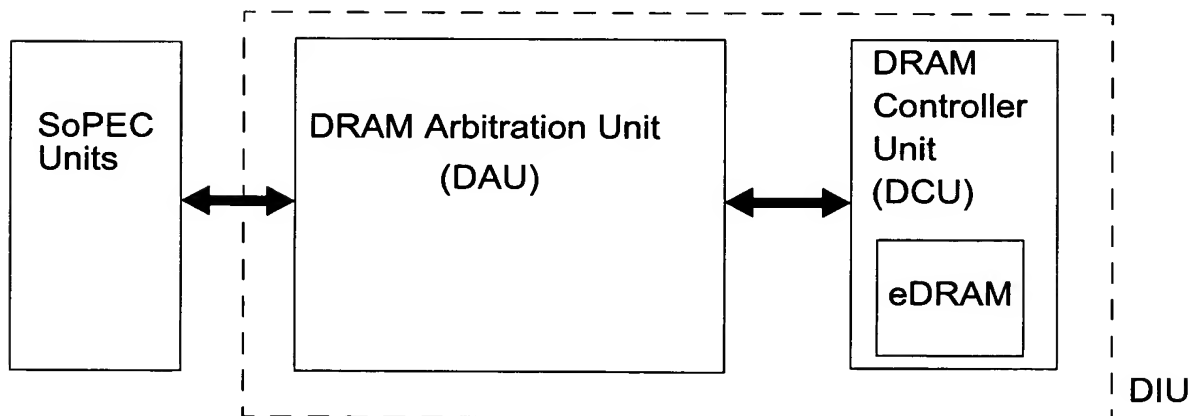 SoPEC
Units
DRAM Arbitration Unit
(DAU)
DRAM
Controller
Unit
(DCU)
eDRAM
DIU